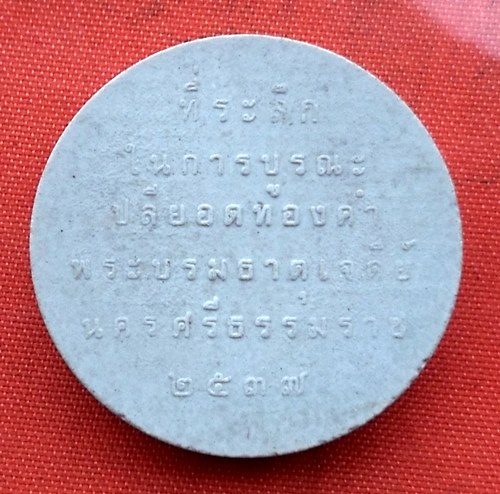 ที่ระลึก
ในการบูรณะ
ปลียอดทองคำ
พระบรมธาตุเจดีย์
นครศรีธรรมราช
๒๕๓๗